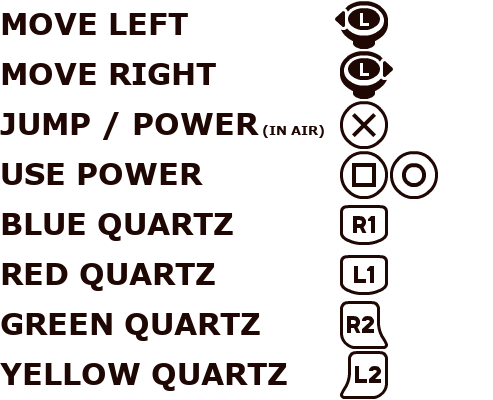 MOVE LEFT L
MOVE RIGHT L
JUMP / POWER (IN AIR)
USE POWER
BLUE QUARTZ R1
RED QUARTZ L1
GREEN QUARTZ R2
YELLOW QUARTZ L2